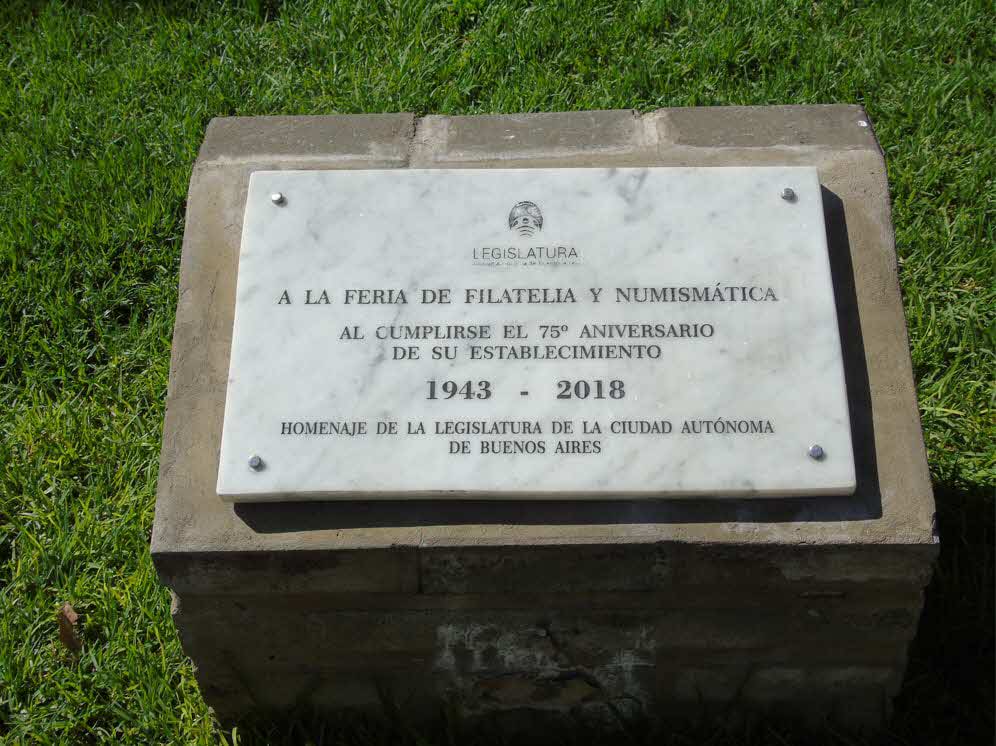 LEGISLATURA
A LA FERIA DE FILATELIA Y NUMISMÁTICA
AL CUMPLIRSE EL 75º ANIVERSARIO
DE SU ESTABLECIMIENTO
1943 - 2018
HOMENAJE DE LA LEGISLATURA DE LA CIUDAD AUTÓNOMA
DE BUENOS AIRES